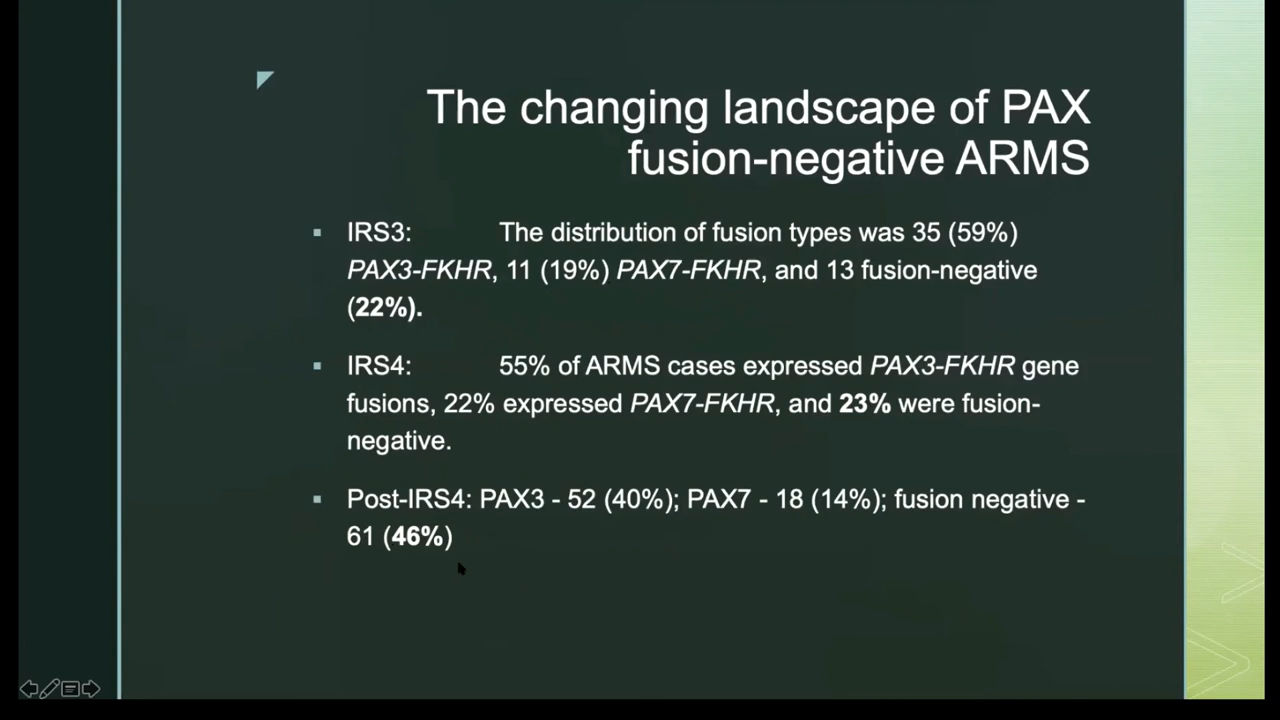 The changing landscape of PAX
fusion-negative ARMS
▪ IRS3: The distribution of fusion types was 35 (59%)
PAX3-FKHR, 11 (19%) PAX7-FKHR, and 13 fusion-negative
(22%).
▪ IRS4: 55% of ARMS cases expressed PAX3-FKHR gene
fusions, 22% expressed PAX7-FKHR, and 23% were fusion-
negative.
▪ Post-IRS4: PAX3 - 52 (40%); PAX7 - 18 (14%); fusion negative -
61 (46%)